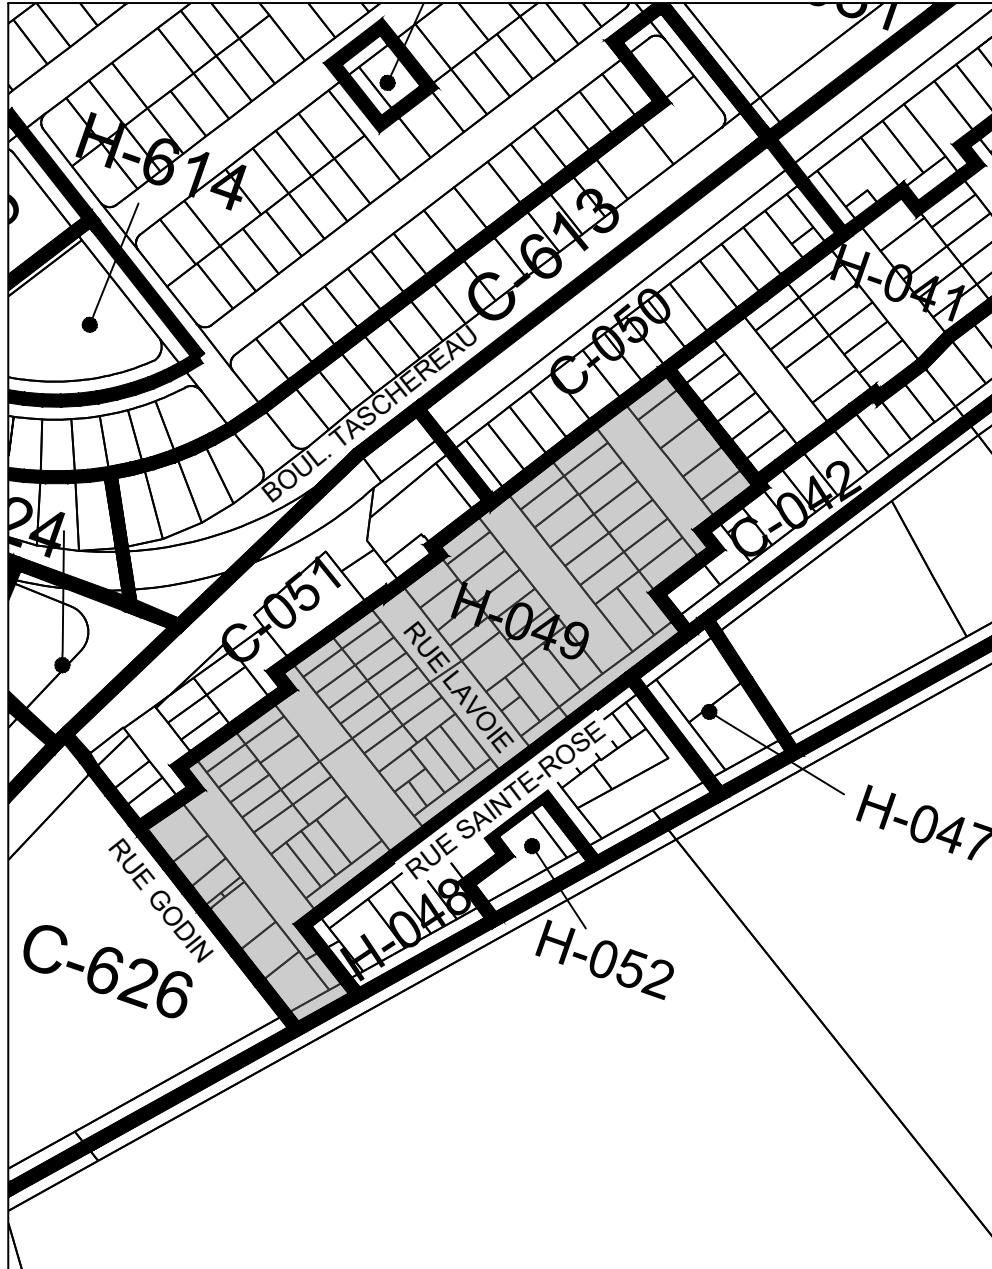 H-614
C-613
H-041
C-050
BOUL. TASCHEREAU
24
C-042
C-051
H-049
RUE LAVOIE
RUE SAINTE-ROSE
H-047
RUE GODIN
H-048
H-052
C-626